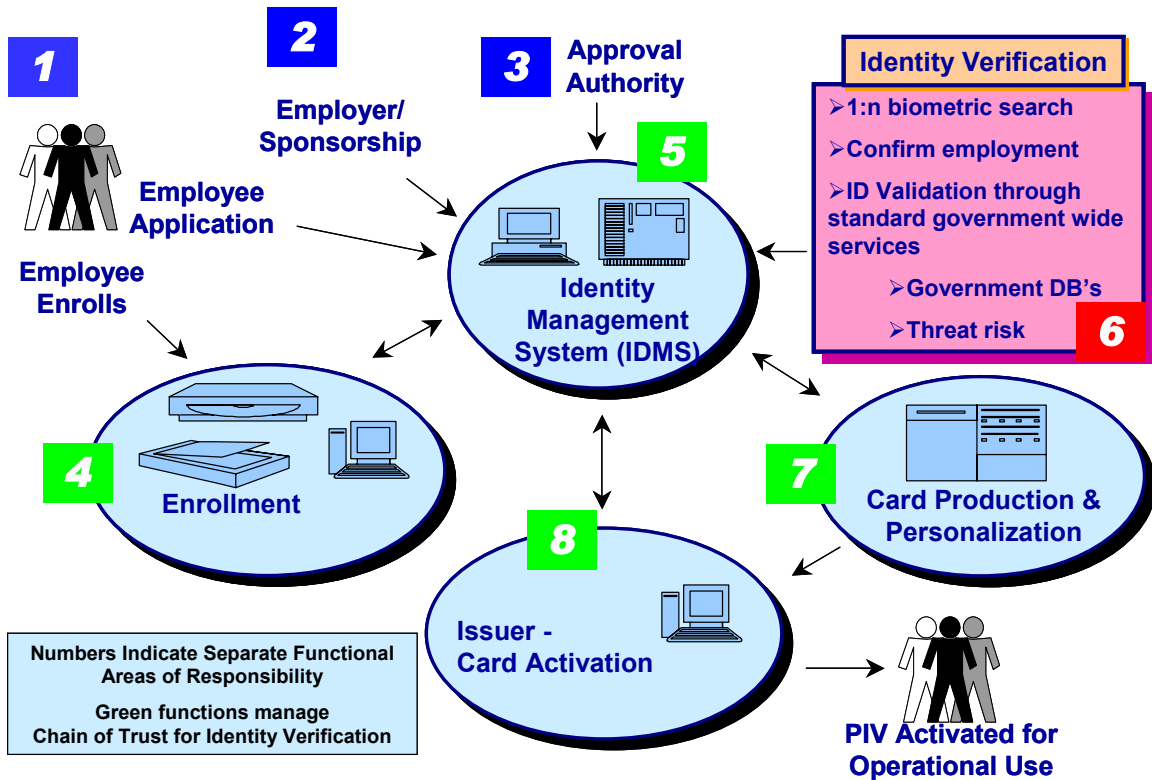 1
2
3
Approval
Authority
Employer/
Sponsorship
Employee
Application
Employee
Enrolls
Identity Verification
➢1:n biometric search
➢Confirm employment
➢ID Validation through
standard government wide
services
➢Government DB's
➢Threat risk
6
5
Identity
Management
System (IDMS)
4
Enrollment
7
Card Production &
Personalization
8
Issuer -
Card Activation
Numbers Indicate Separate Functional
Areas of Responsibility
Green functions manage
Chain of Trust for Identity Verification
PIV Activated for
Operational Use